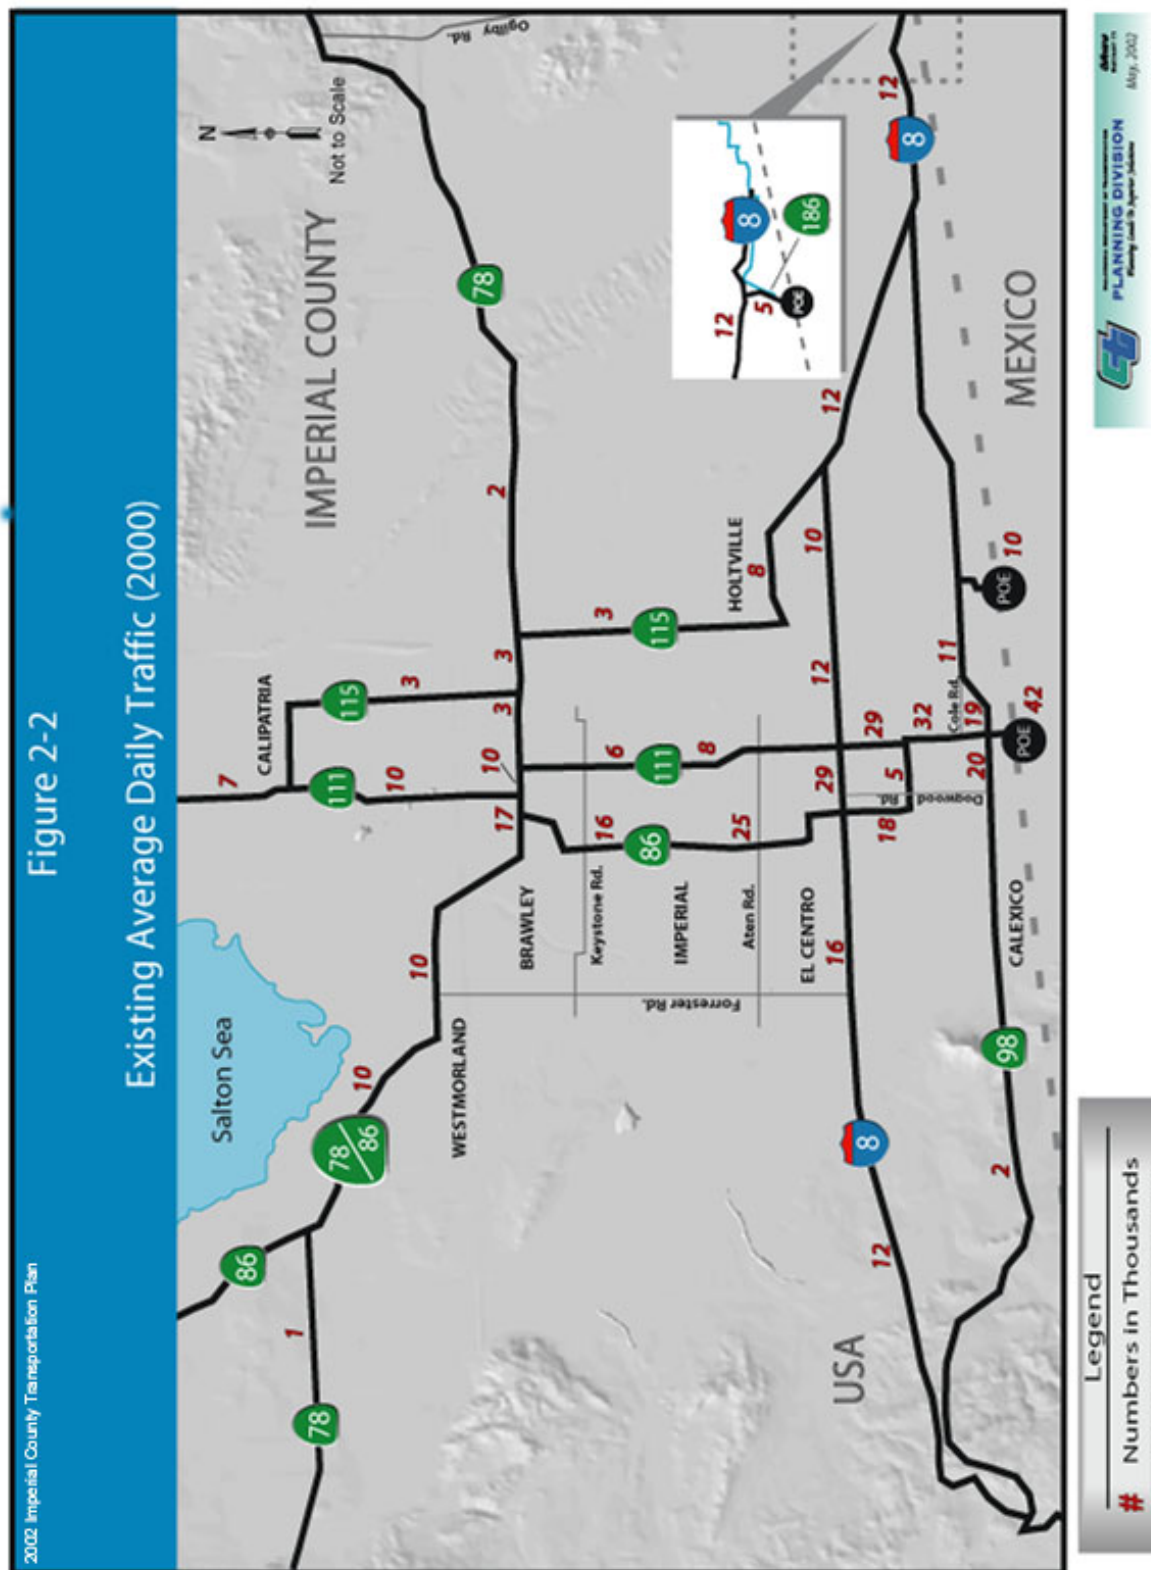 2002 Imperial County Transportation Plan
Figure 2-2
Existing Average Daily Traffic (2000)
Salton Sea
IMPERIAL COUNTY
N
Not to Scale
Ogilby Rd.
86
78
1
78/86
10
WESTMORLAND
10
7
CALIPATRIA
111
10
115
3
78
2
17
10
3
3
BRAWLEY
Keystone Rd.
16
6
3
IMPERIAL
86
111
115
Forrester Rd.
Aten Rd.
25
8
HOLTVILLE
8
EL CENTRO
16
29
12
10
12
8
12
8
12
18
5
29
32
Dogwood Rd.
Cole Rd.
20
19
11
CALEXICO
98
2
POE
42
POE
10
USA
MEXICO
12
8
5
186
POE
Legend
# Numbers in Thousands
PLANNING DIVISION
May, 2002